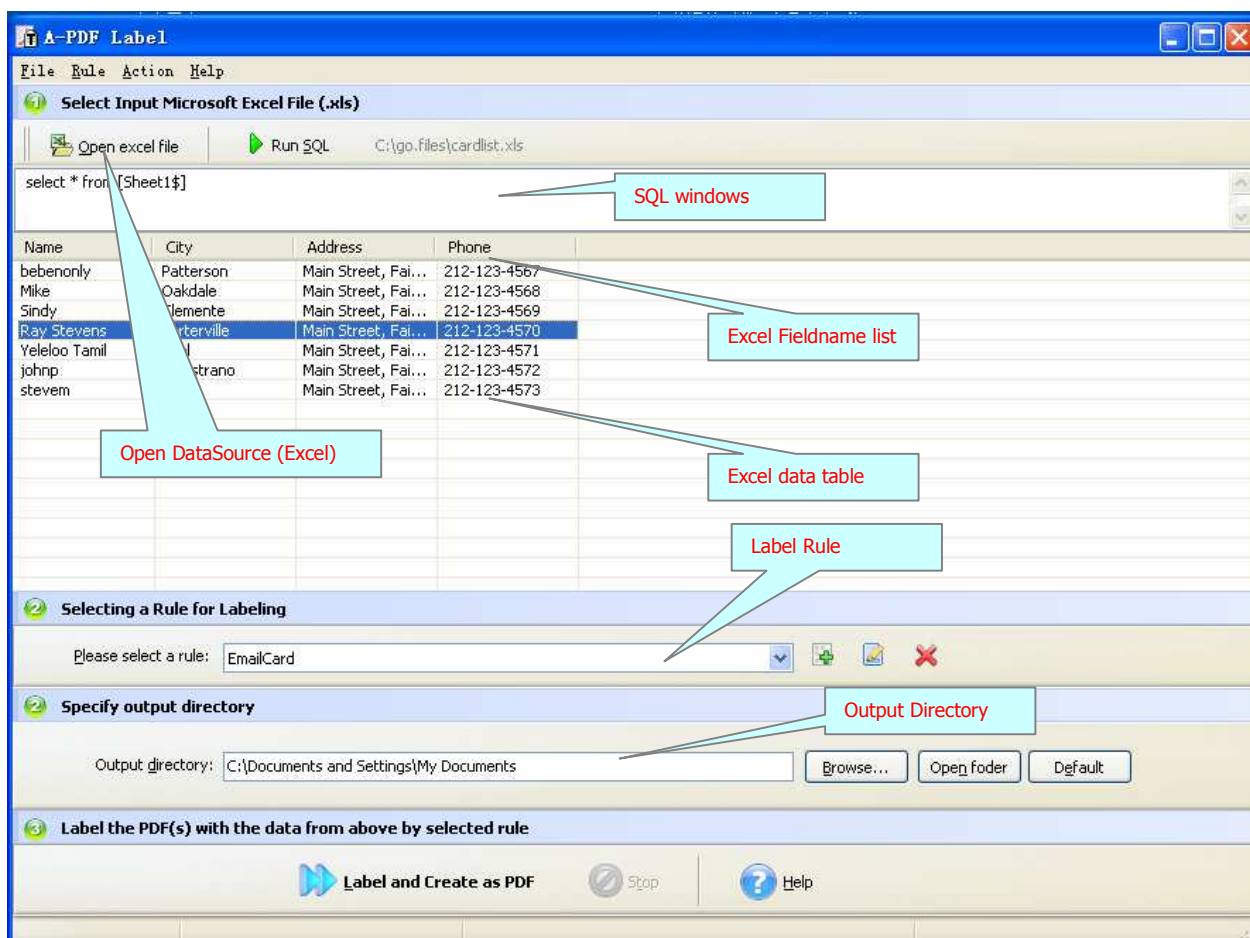 A-PDF Label
File Rule Action Help
1 Select Input Microsoft Excel File (.xls)
Open excel file Run SQL C:\go.files\cardlist.xls
select * from [Sheet1$]
SQL windows
Name City Address Phone
bebenonly Patterson Main Street, Fai... 212-123-4567
Mike Oakdale Main Street, Fai... 212-123-4568
Sindy Main Street, Fai... 212-123-4569
Ray Stevens Main Street, Fai... 212-123-4570
Yeleloo Tamil Main Street, Fai... 212-123-4571
johnp Main Street, Fai... 212-123-4572
stevem Main Street, Fai... 212-123-4573
Excel Fieldname list
Open DataSource (Excel)
Excel data table
Label Rule
2 Selecting a Rule for Labeling
Please select a rule: EmailCard
2 Specify output directory
Output Directory
Output directory: C:\Documents and Settings\My Documents Browse... Open foder Default
3 Label the PDF(s) with the data from above by selected rule
Label and Create as PDF Stop Help